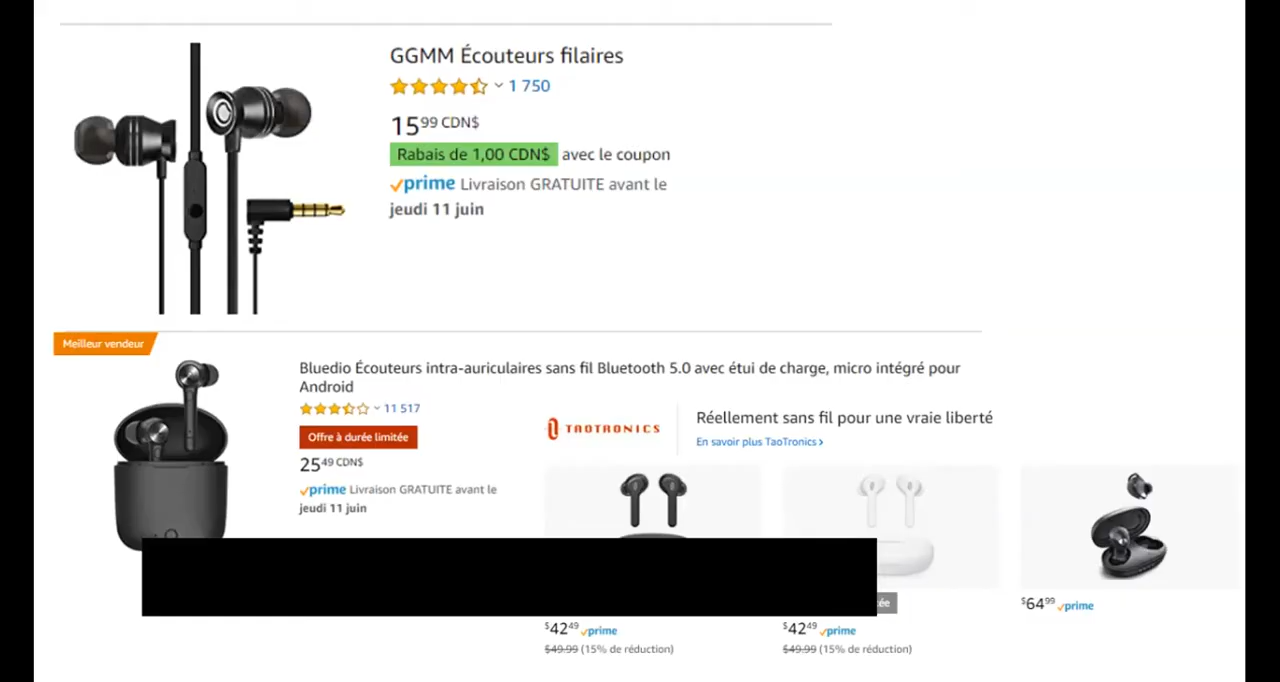 GGMM Écouteurs filaires
1 750
15 99 CDN$
Rabais de 1,00 CDN$ avec le coupon
prime Livraison GRATUITE avant le
jeudi 11 juin
Meilleur vendeur
Bluedio Écouteurs intra-auriculaires sans fil Bluetooth 5.0 avec étui de charge, micro intégré pour
Android
11 517
Offre à durée limitée
25 49 CDN$
prime Livraison GRATUITE avant le
jeudi 11 juin
TAOTRONICS
Réellement sans fil pour une vraie liberté
En savoir plus TaoTronics ›
$42 49 prime
$49.99 (15% de réduction)
$42 49 prime
$49.99 (15% de réduction)
$64 99 prime